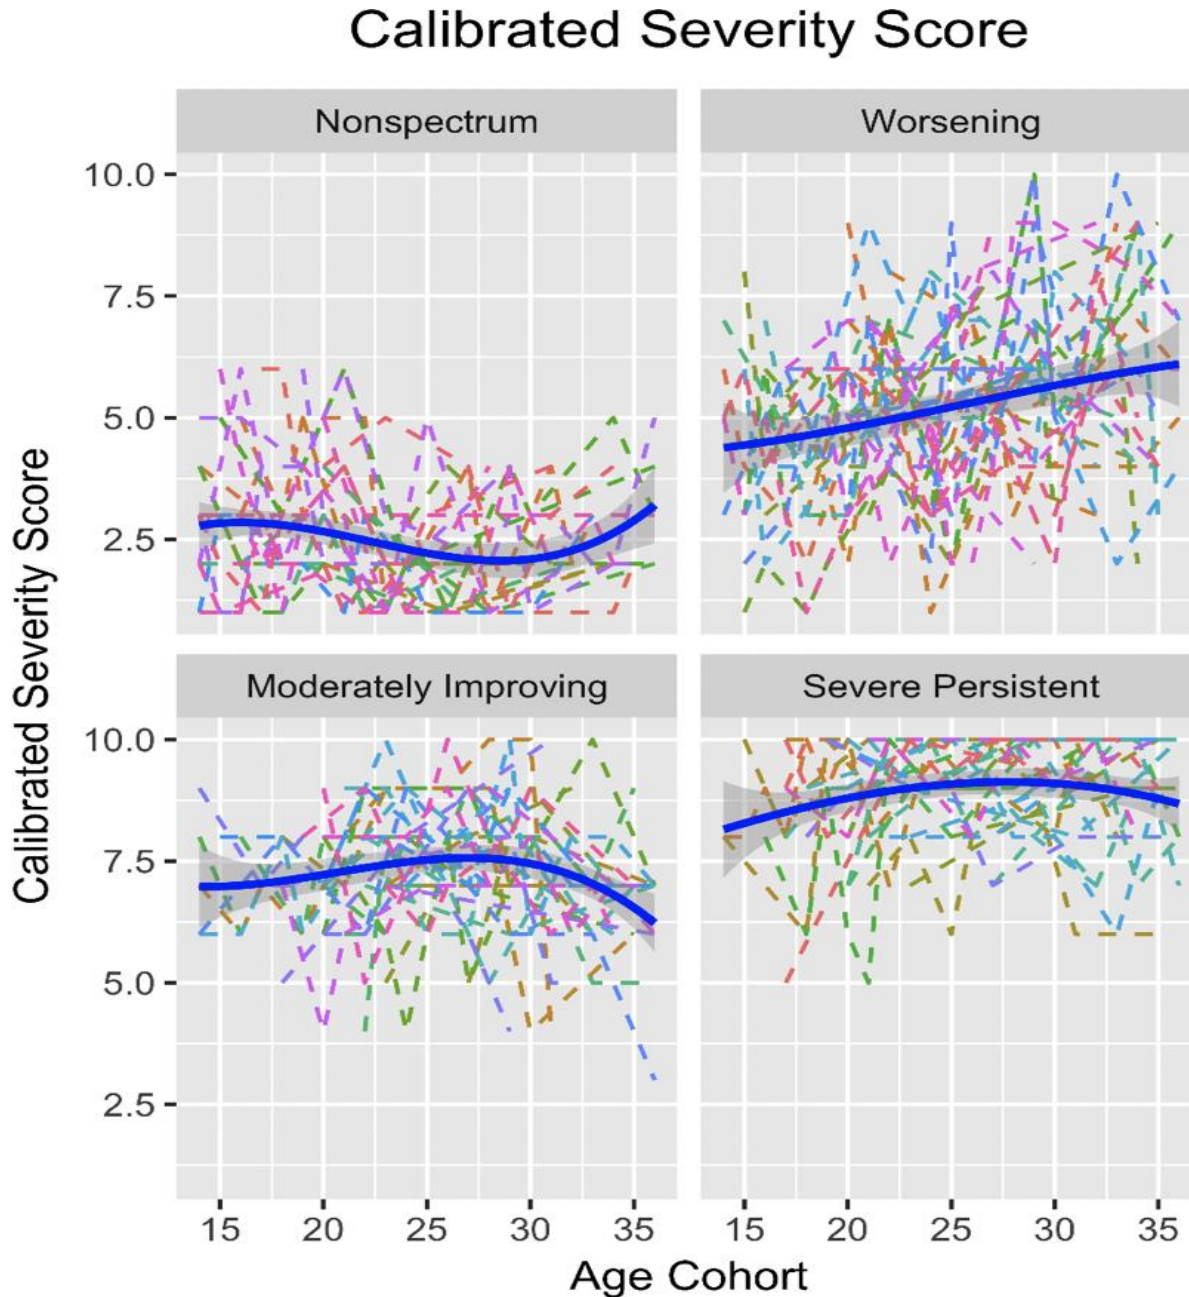 Calibrated Severity Score
Nonspectrum
Worsening
10.0
7.5
5.0
2.5
Moderately Improving
Severe Persistent
10.0
7.5
5.0
2.5
Calibrated Severity Score
15 20 25 30 35
15 20 25 30 35
Age Cohort